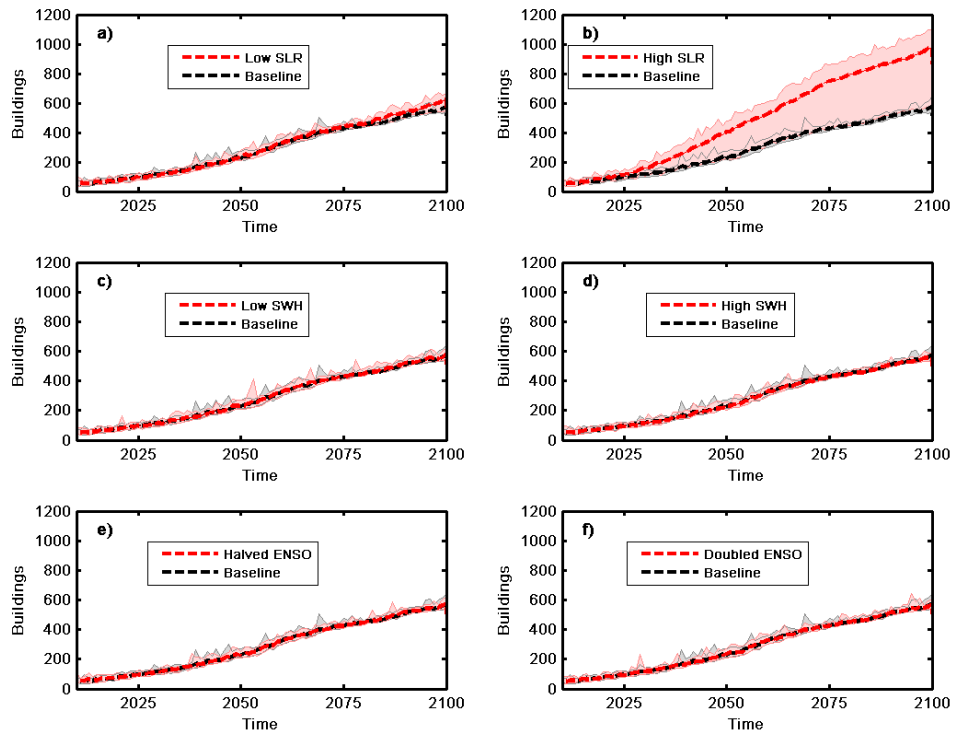 1200
1000
800
600
400
200
0
Buildings
a)
Low SLR
Baseline
2025 2050 2075 2100
Time
1200
1000
800
600
400
200
0
Buildings
b)
High SLR
Baseline
2025 2050 2075 2100
Time
1200
1000
800
600
400
200
0
Buildings
c)
Low SWH
Baseline
2025 2050 2075 2100
Time
1200
1000
800
600
400
200
0
Buildings
d)
High SWH
Baseline
2025 2050 2075 2100
Time
1200
1000
800
600
400
200
0
Buildings
e)
Halved ENSO
Baseline
2025 2050 2075 2100
Time
1200
1000
800
600
400
200
0
Buildings
f)
Doubled ENSO
Baseline
2025 2050 2075 2100
Time